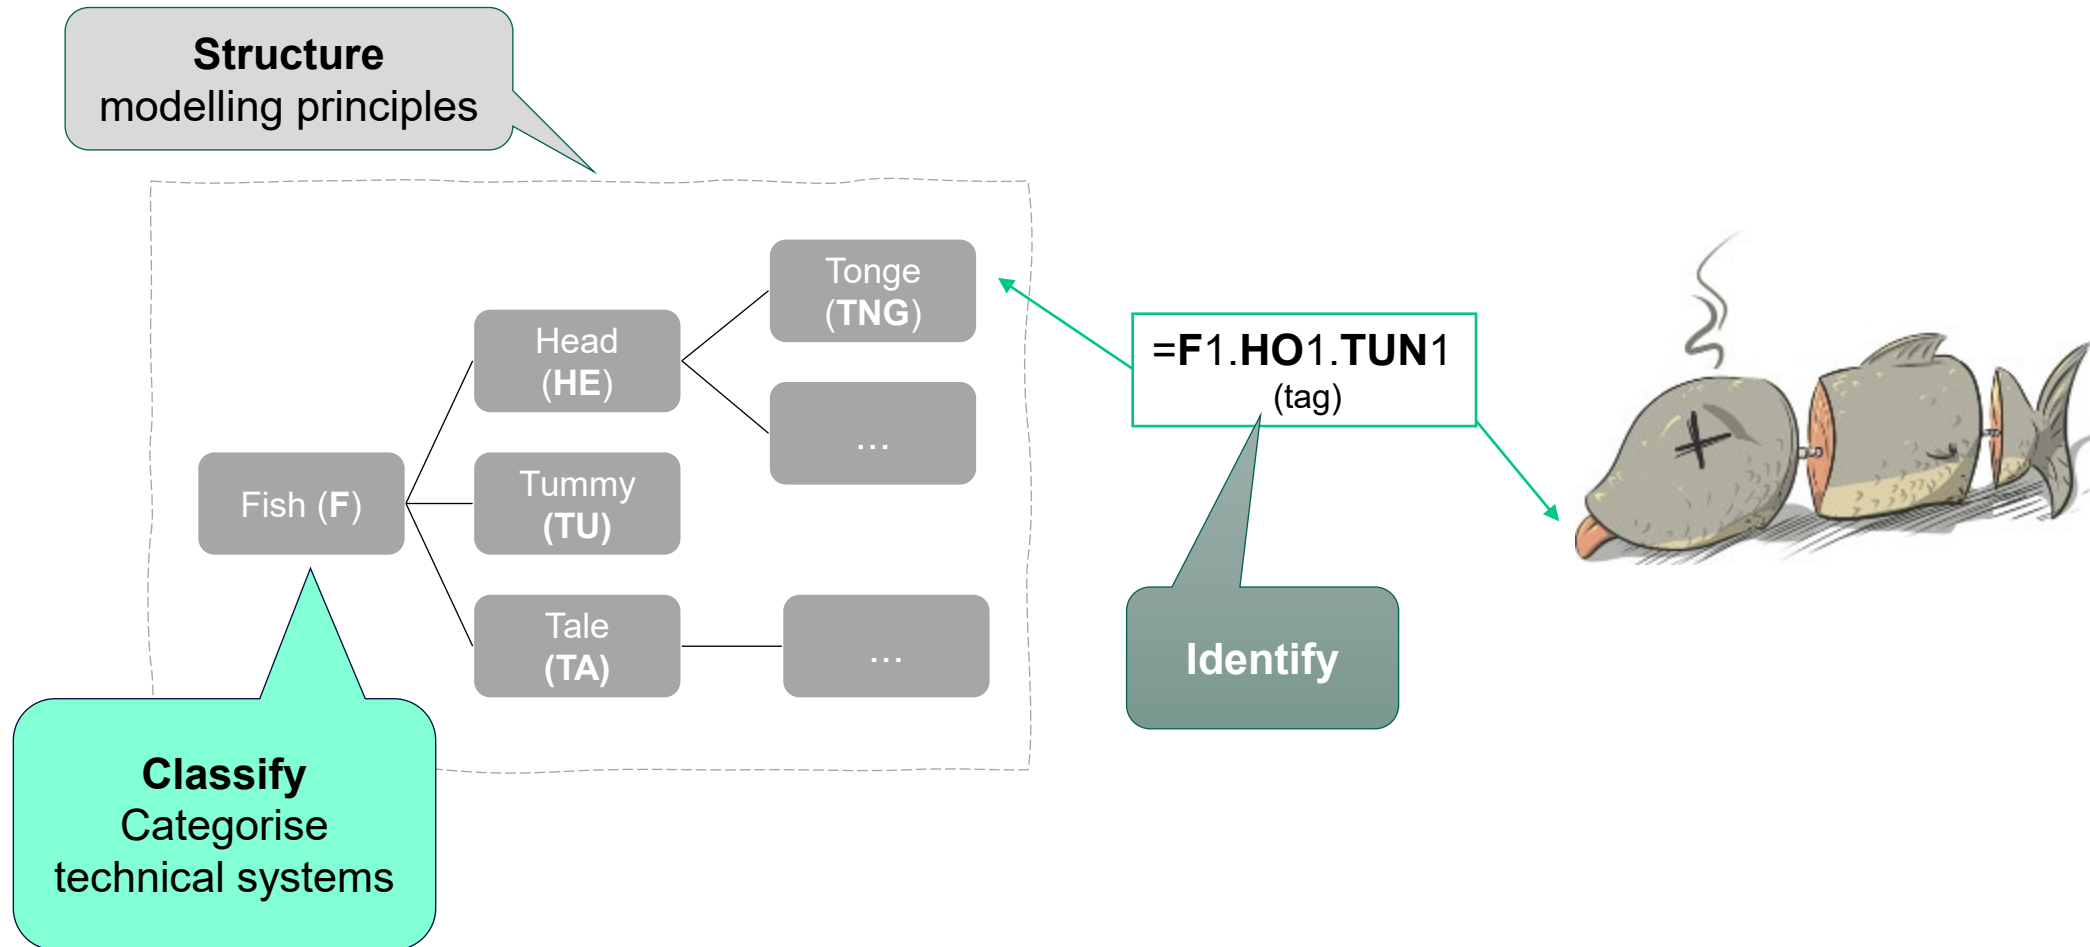 Structure
modelling principles
Tonge
(TNG)
Head
(HE)
...
Fish (F)
Tummy
(TU)
Tale
(TA)
...
=F1.HO1.TUN1
(tag)
Identify
Classify
Categorise
technical systems